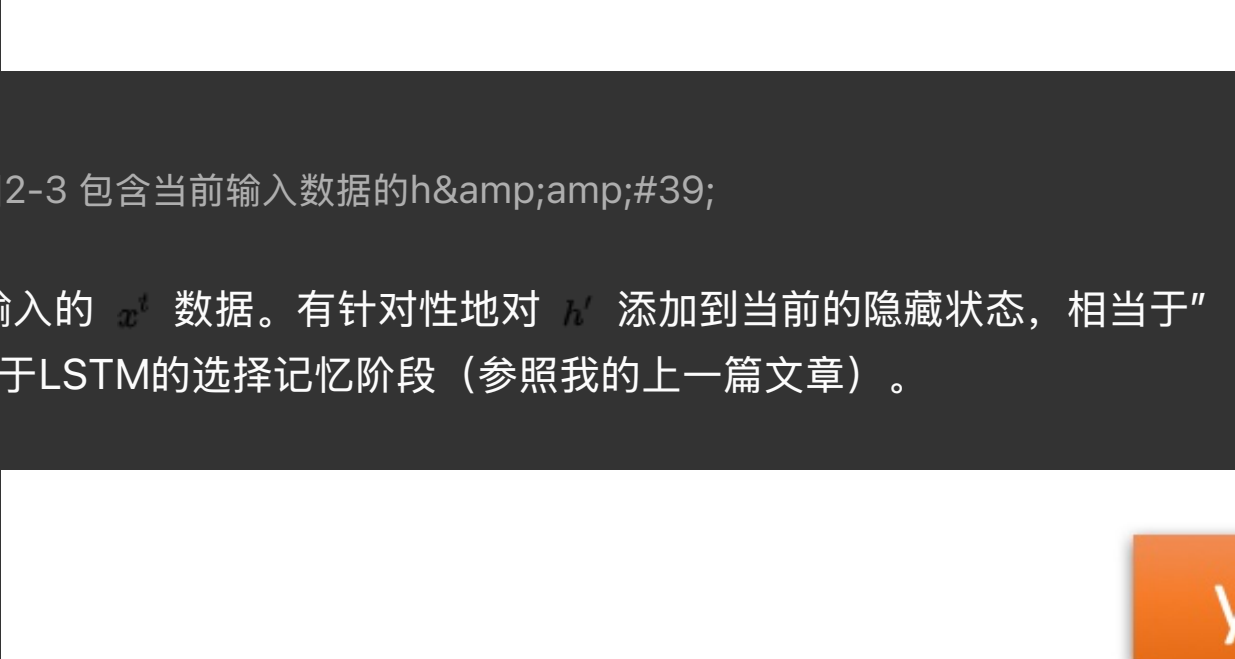 2-3 包含当前输入数据的h&amp;amp;#39;
入的 x^t 数据。有针对性地对 h′ 添加到当前的隐藏状态，相当于”
于LSTM的选择记忆阶段（参照我的上一篇文章）。